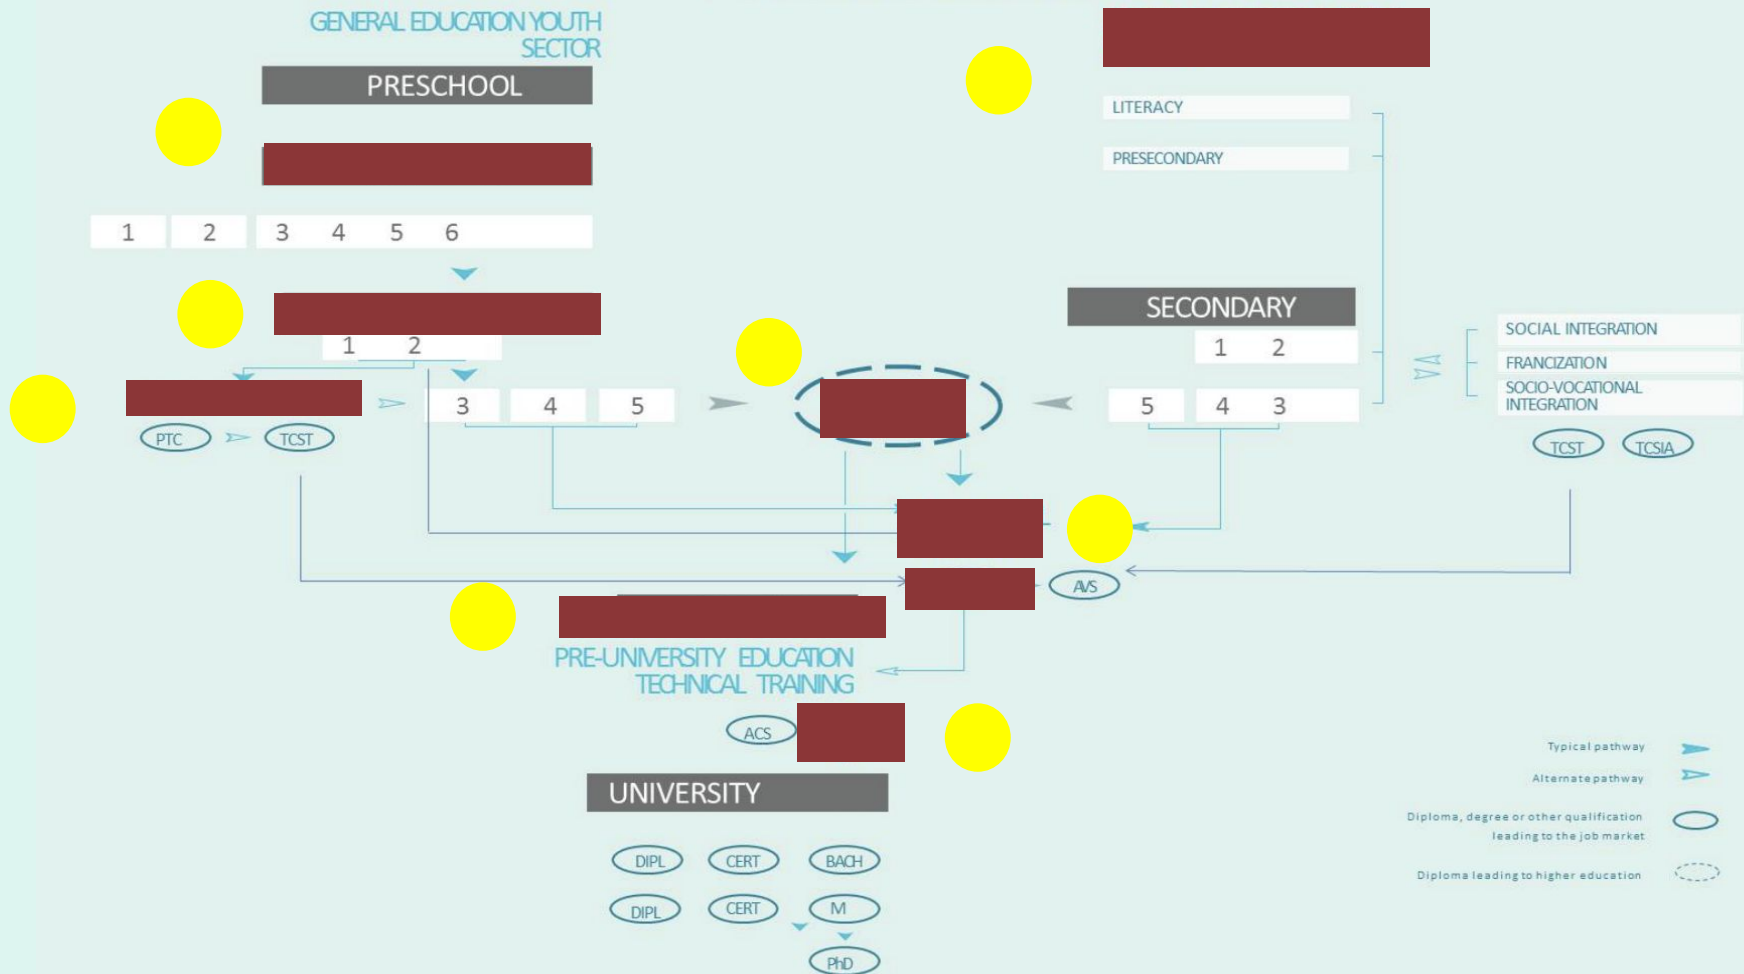 GENERAL EDUCATION YOUTH
SECTOR
PRESCHOOL
LITERACY
PRESECONDARY
1 2 3 4 5 6
SECONDARY
1 2
1 2
SOCIAL INTEGRATION
FRANCIZATION
SOCIO-VOCATIONAL
INTEGRATION
3 4 5
5 4 3
PTC
TCST
TCST
TCSIA
AVS
PRE-UNIVERSITY EDUCATION
TECHNICAL TRAINING
ACS
UNIVERSITY
DIPL CERT BACH
DIPL CERT M
PhD
Typical pathway
Alternate pathway
Diploma, degree or other qualification
leading to the job market
Diploma leading to higher education